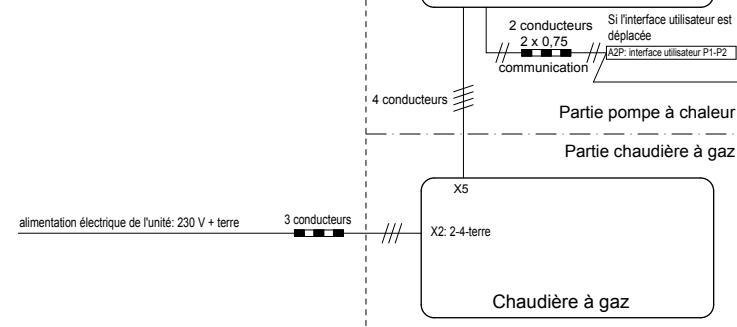 2 conducteurs
2 x 0,75
communication
Si l'interface utilisateur est
déplacée
A2P: interface utilisateur P1-P2
4 conducteurs
Partie pompe à chaleur
Partie chaudière à gaz
X5
alimentation électrique de l'unité: 230 V + terre
3 conducteurs
X2: 2-4-terre
Chaudière à gaz